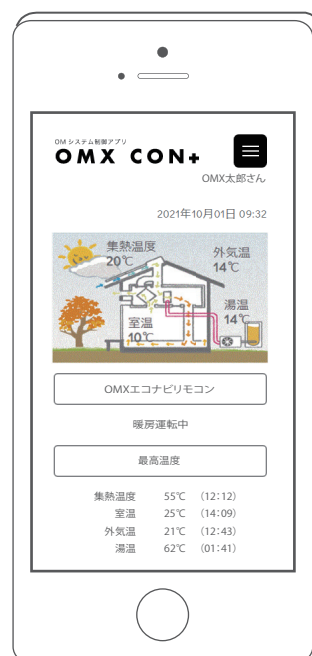 OMシステム制御アプリ
OMX CON+
OMX太郎さん
2021年10月01日 09:32
集熱温度
20℃
外気温
14℃
湯温
14℃
室温
10℃
OMXエコナビリモコン
暖房運転中
最高温度
集熱温度 55℃ （12:12）
室温 25℃ （14:09）
外気温 21℃ （12:43）
湯温 62℃ （01:41）